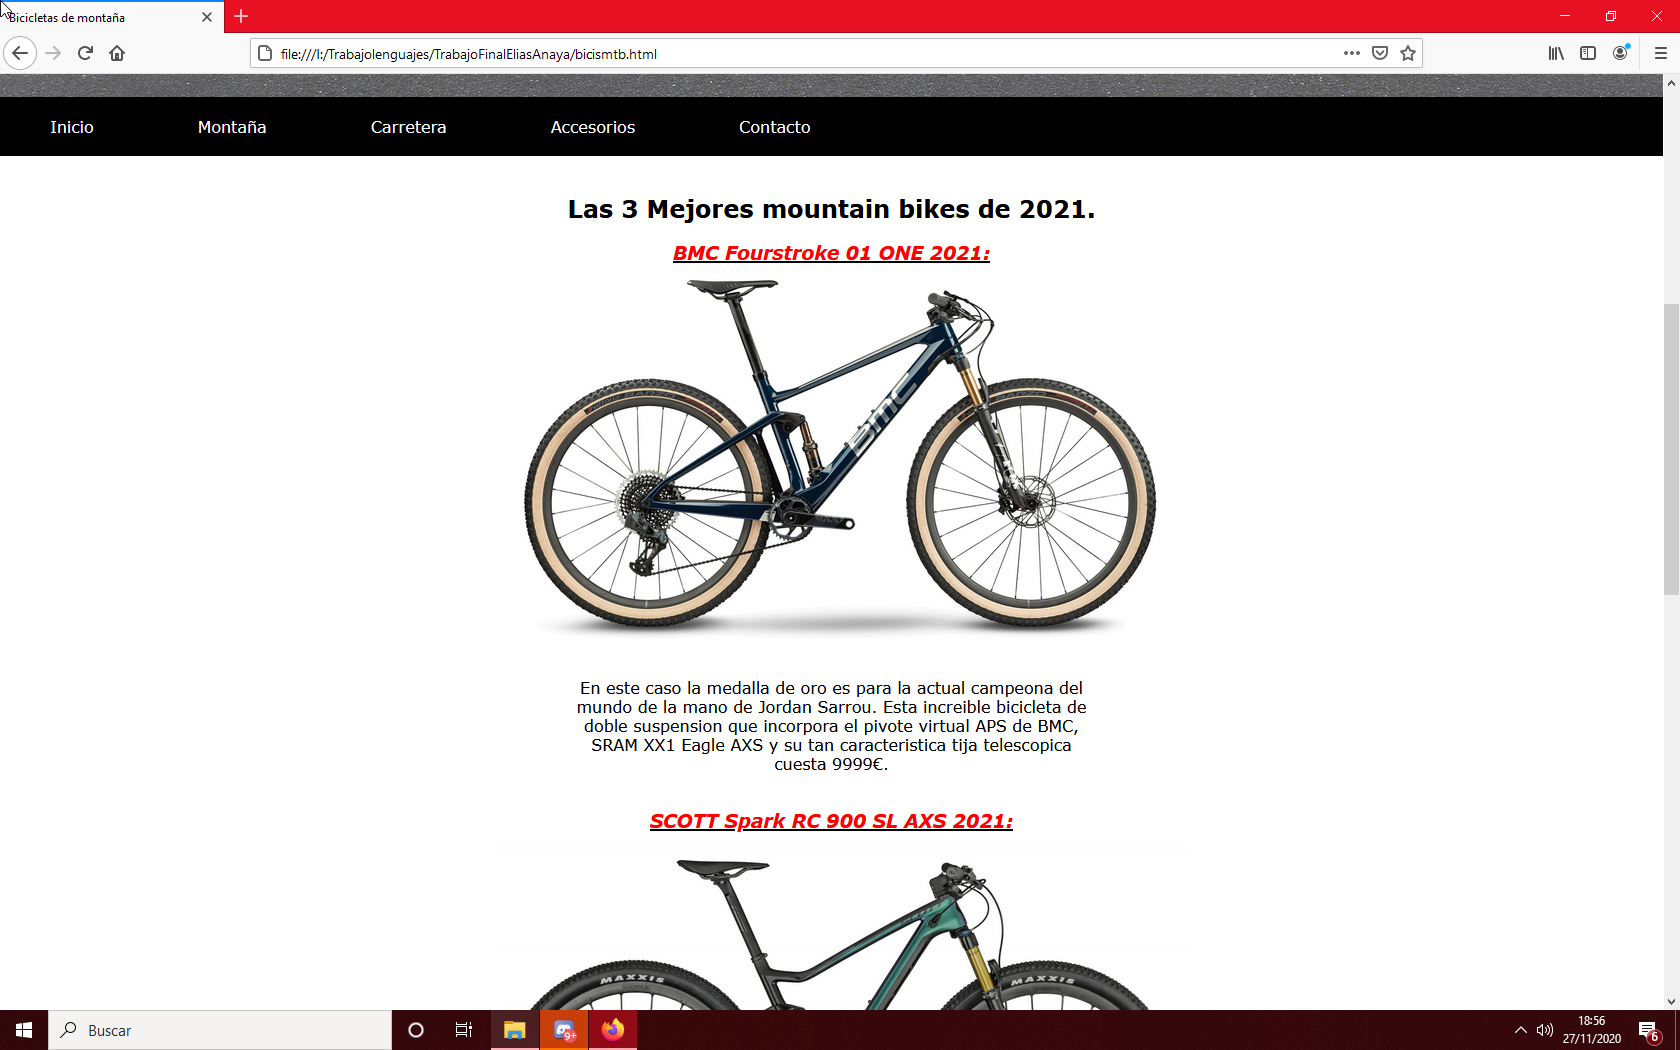 Bicicletas de montaña
file:///I:/Trabajolenguajes/TrabajoFinalEliasAnaya/bicismtb.html
Inicio Montaña Carretera Accesorios Contacto
Las 3 Mejores mountain bikes de 2021.
BMC Fourstroke 01 ONE 2021:
BMC
En este caso la medalla de oro es para la actual campeona del
mundo de la mano de Jordan Sarrou. Esta increible bicicleta de
doble suspension que incorpora el pivote virtual APS de BMC,
SRAM XX1 Eagle AXS y su tan caracteristica tija telescopica
cuesta 9999€.
SCOTT Spark RC 900 SL AXS 2021:
MAXXIS
MAXXIS
Buscar
9+
18:56
27/11/2020
6